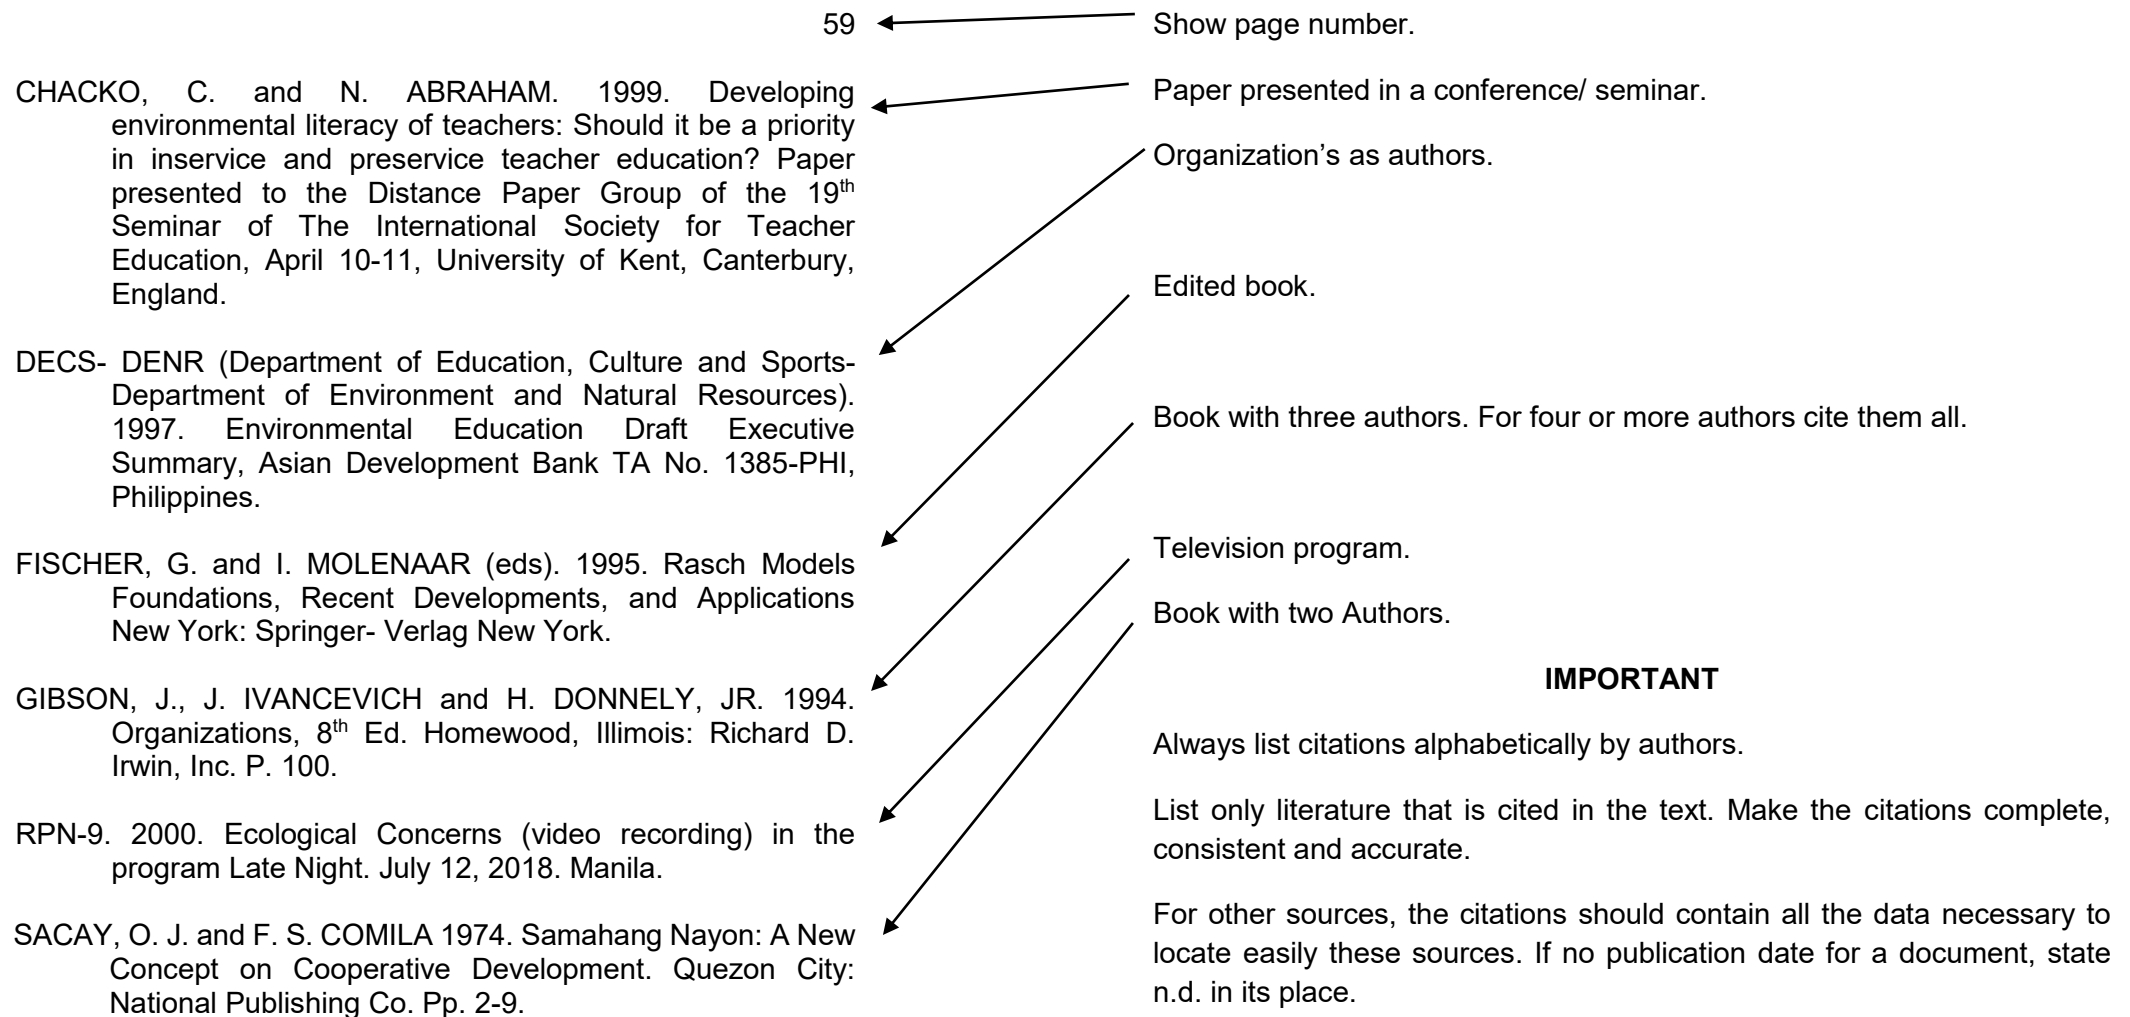 59
CHACKO, C. and N. ABRAHAM. 1999. Developing
environmental literacy of teachers: Should it be a priority
in inservice and preservice teacher education? Paper
presented to the Distance Paper Group of the 19th
Seminar of The International Society for Teacher
Education, April 10-11, University of Kent, Canterbury,
England.
DECS- DENR (Department of Education, Culture and Sports-
Department of Environment and Natural Resources).
1997. Environmental Education Draft Executive
Summary, Asian Development Bank TA No. 1385-PHI,
Philippines.
FISCHER, G. and I. MOLENAAR (eds). 1995. Rasch Models
Foundations, Recent Developments, and Applications
New York: Springer- Verlag New York.
GIBSON, J., J. IVANCEVICH and H. DONNELY, JR. 1994.
Organizations, 8th Ed. Homewood, Illimois: Richard D.
Irwin, Inc. P. 100.
RPN-9. 2000. Ecological Concerns (video recording) in the
program Late Night. July 12, 2018. Manila.
SACAY, O. J. and F. S. COMILA 1974. Samahang Nayon: A New
Concept on Cooperative Development. Quezon City:
National Publishing Co. Pp. 2-9.
Show page number.
Paper presented in a conference/ seminar.
Organization’s as authors.
Edited book.
Book with three authors. For four or more authors cite them all.
Television program.
Book with two Authors.
IMPORTANT
Always list citations alphabetically by authors.
List only literature that is cited in the text. Make the citations complete,
consistent and accurate.
For other sources, the citations should contain all the data necessary to
locate easily these sources. If no publication date for a document, state
n.d. in its place.